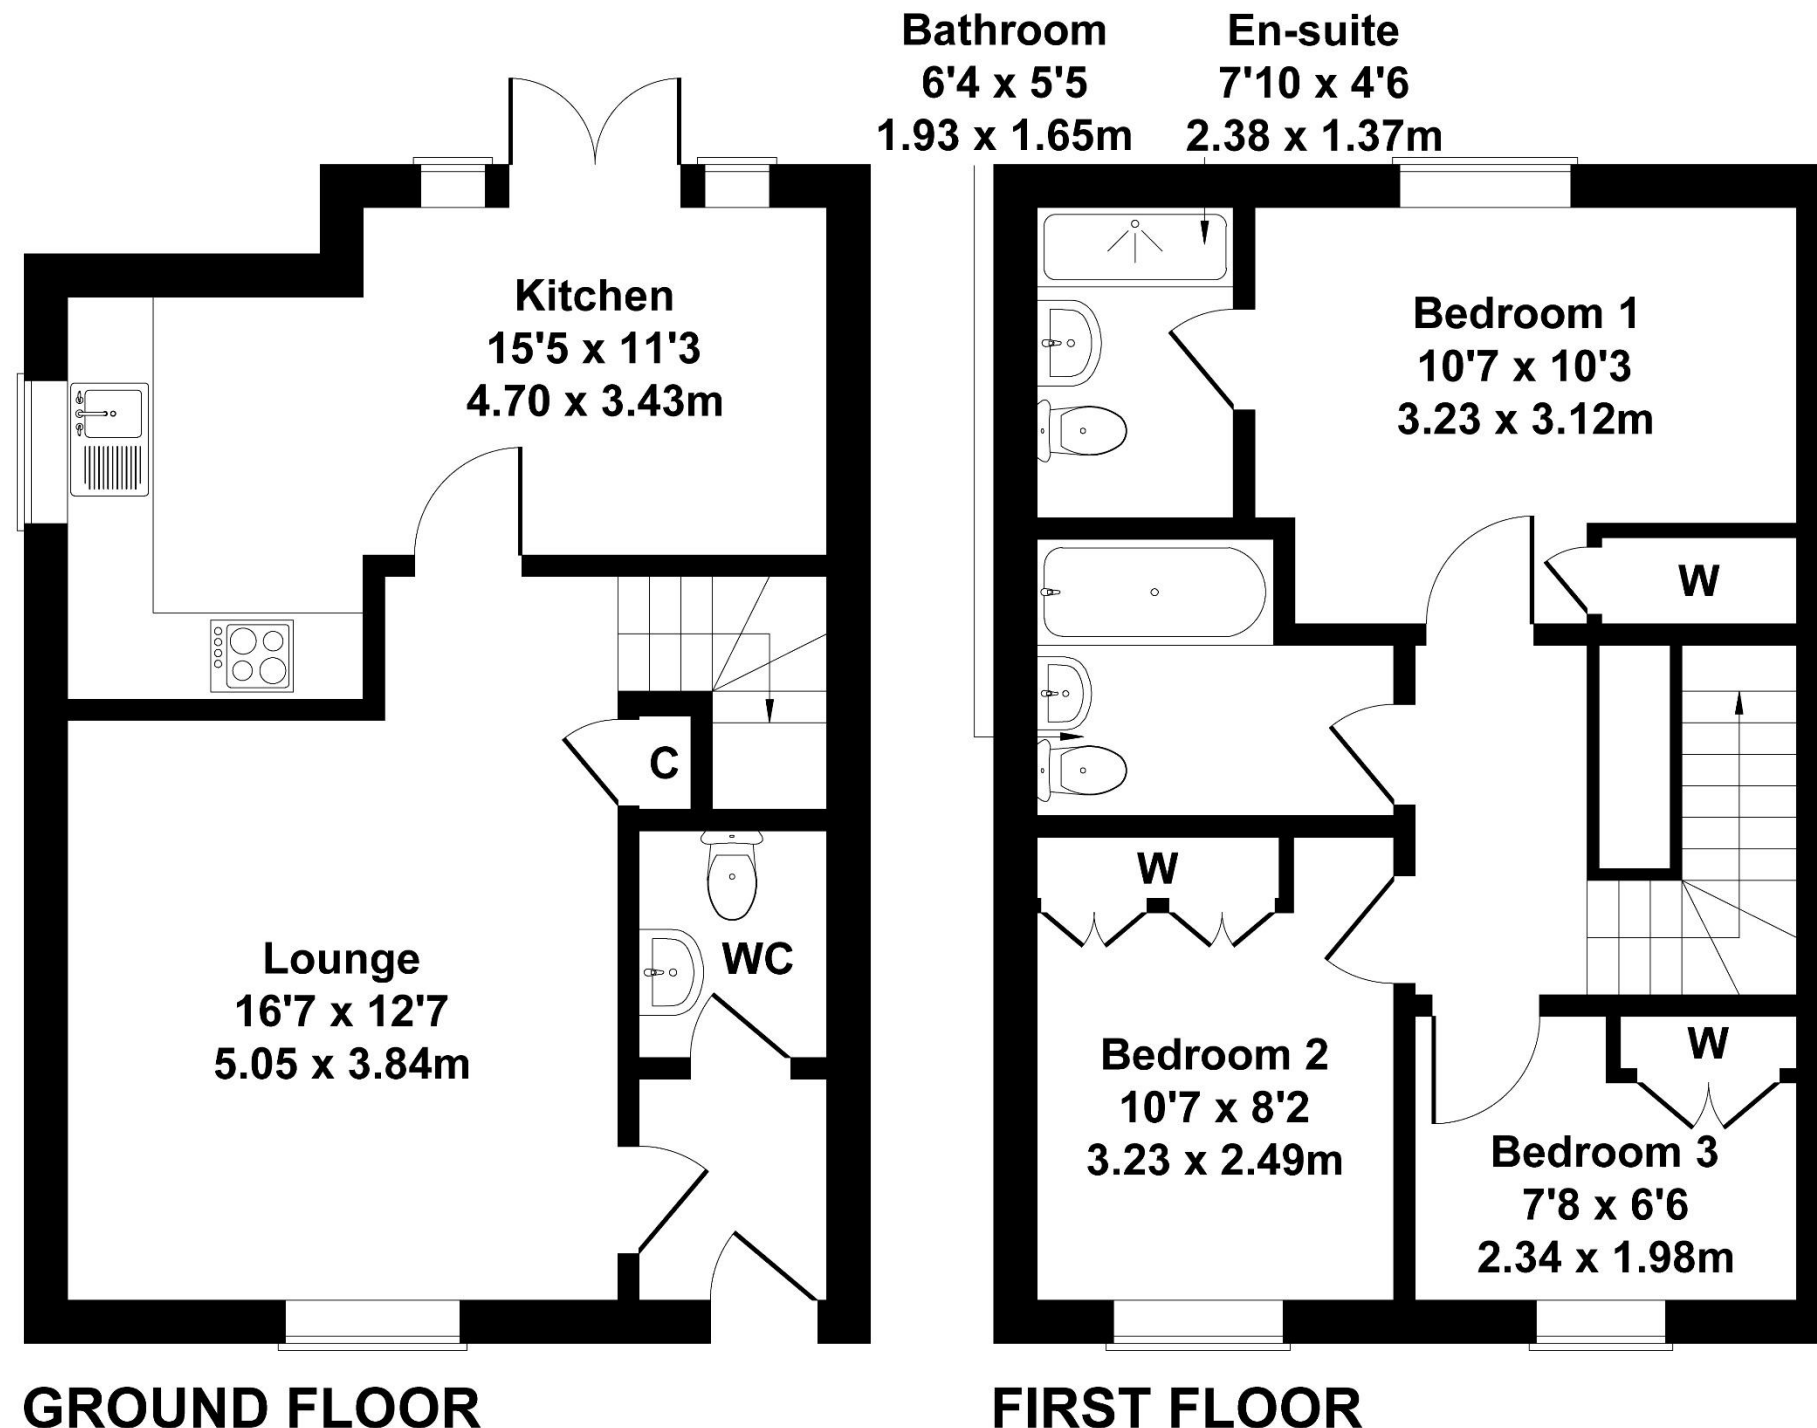 Bathroom
6'4 x 5'5
1.93 x 1.65m
En-suite
7'10 x 4'6
2.38 x 1.37m
Kitchen
15'5 x 11'3
4.70 x 3.43m
C
WC
Lounge
16'7 x 12'7
5.05 x 3.84m
GROUND FLOOR
Bedroom 1
10'7 x 10'3
3.23 x 3.12m
W
W
Bedroom 2
10'7 x 8'2
3.23 x 2.49m
W
Bedroom 3
7'8 x 6'6
2.34 x 1.98m
FIRST FLOOR